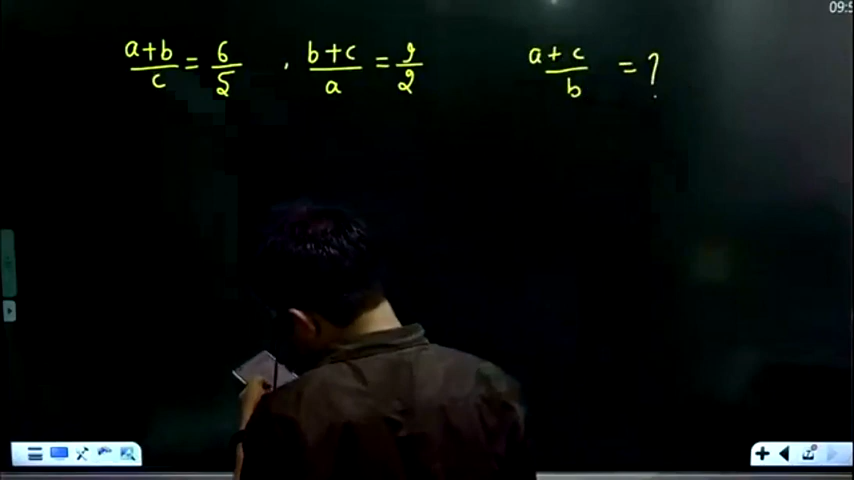 (a+b)/c = 6/5 , (b+c)/a = 9/2 (a+c)/b = ?
09:5